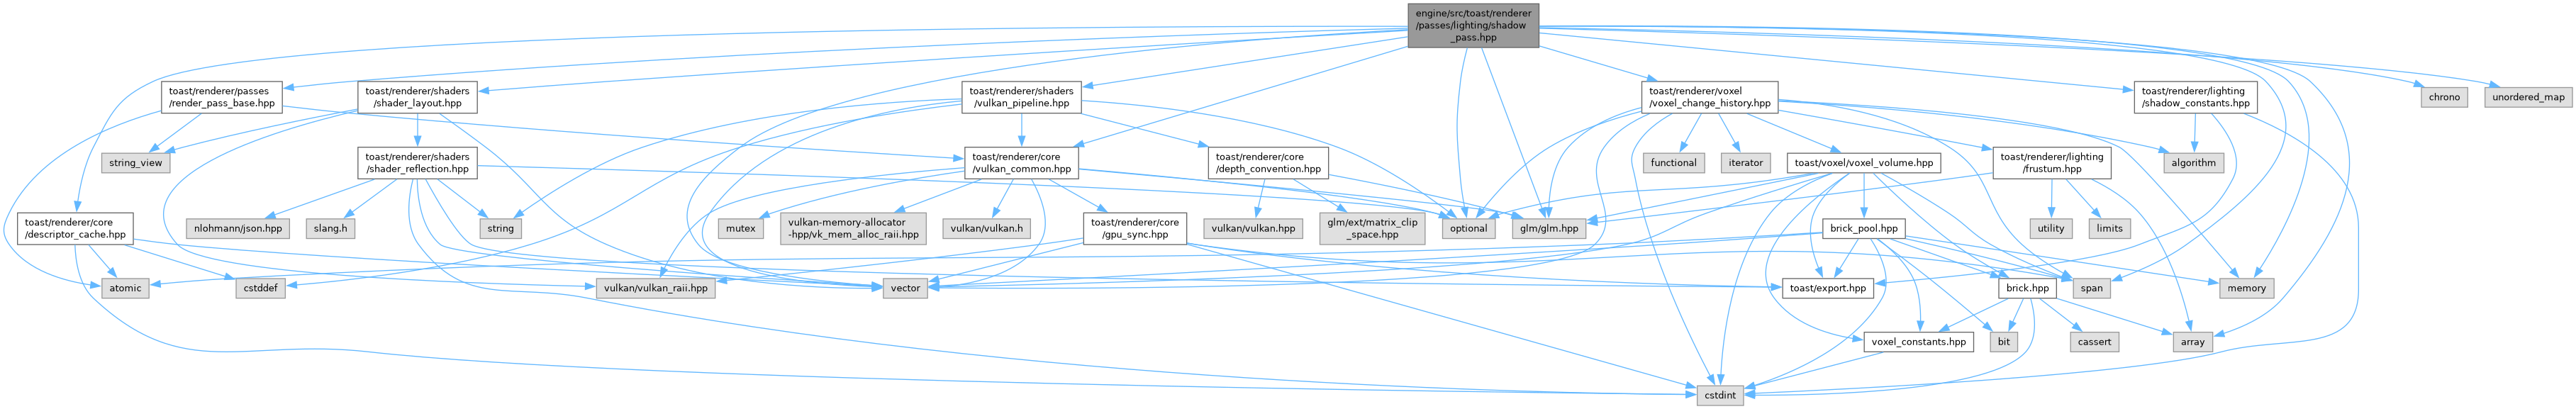 engine/src/toast/renderer
/passes/lighting/shadow
_pass.hpp
toast/renderer/passes
/render_pass_base.hpp
toast/renderer/shaders
/shader_layout.hpp
toast/renderer/shaders
/vulkan_pipeline.hpp
toast/renderer/voxel
/voxel_change_history.hpp
toast/renderer/lighting
/shadow_constants.hpp
chrono
unordered_map
string_view
toast/renderer/shaders
/shader_reflection.hpp
toast/renderer/core
/vulkan_common.hpp
toast/renderer/core
/depth_convention.hpp
functional
iterator
toast/voxel/voxel_volume.hpp
toast/renderer/lighting
/frustum.hpp
algorithm
toast/renderer/core
/descriptor_cache.hpp
nlohmann/json.hpp
slang.h
string
mutex
vulkan-memory-allocator
-hpp/vk_mem_alloc_raii.hpp
vulkan/vulkan.h
toast/renderer/core
/gpu_sync.hpp
vulkan/vulkan.hpp
glm/ext/matrix_clip
_space.hpp
optional
glm/glm.hpp
brick_pool.hpp
utility
limits
atomic
cstddef
vulkan/vulkan_raii.hpp
vector
toast/export.hpp
brick.hpp
span
memory
voxel_constants.hpp
bit
cassert
array
cstdint